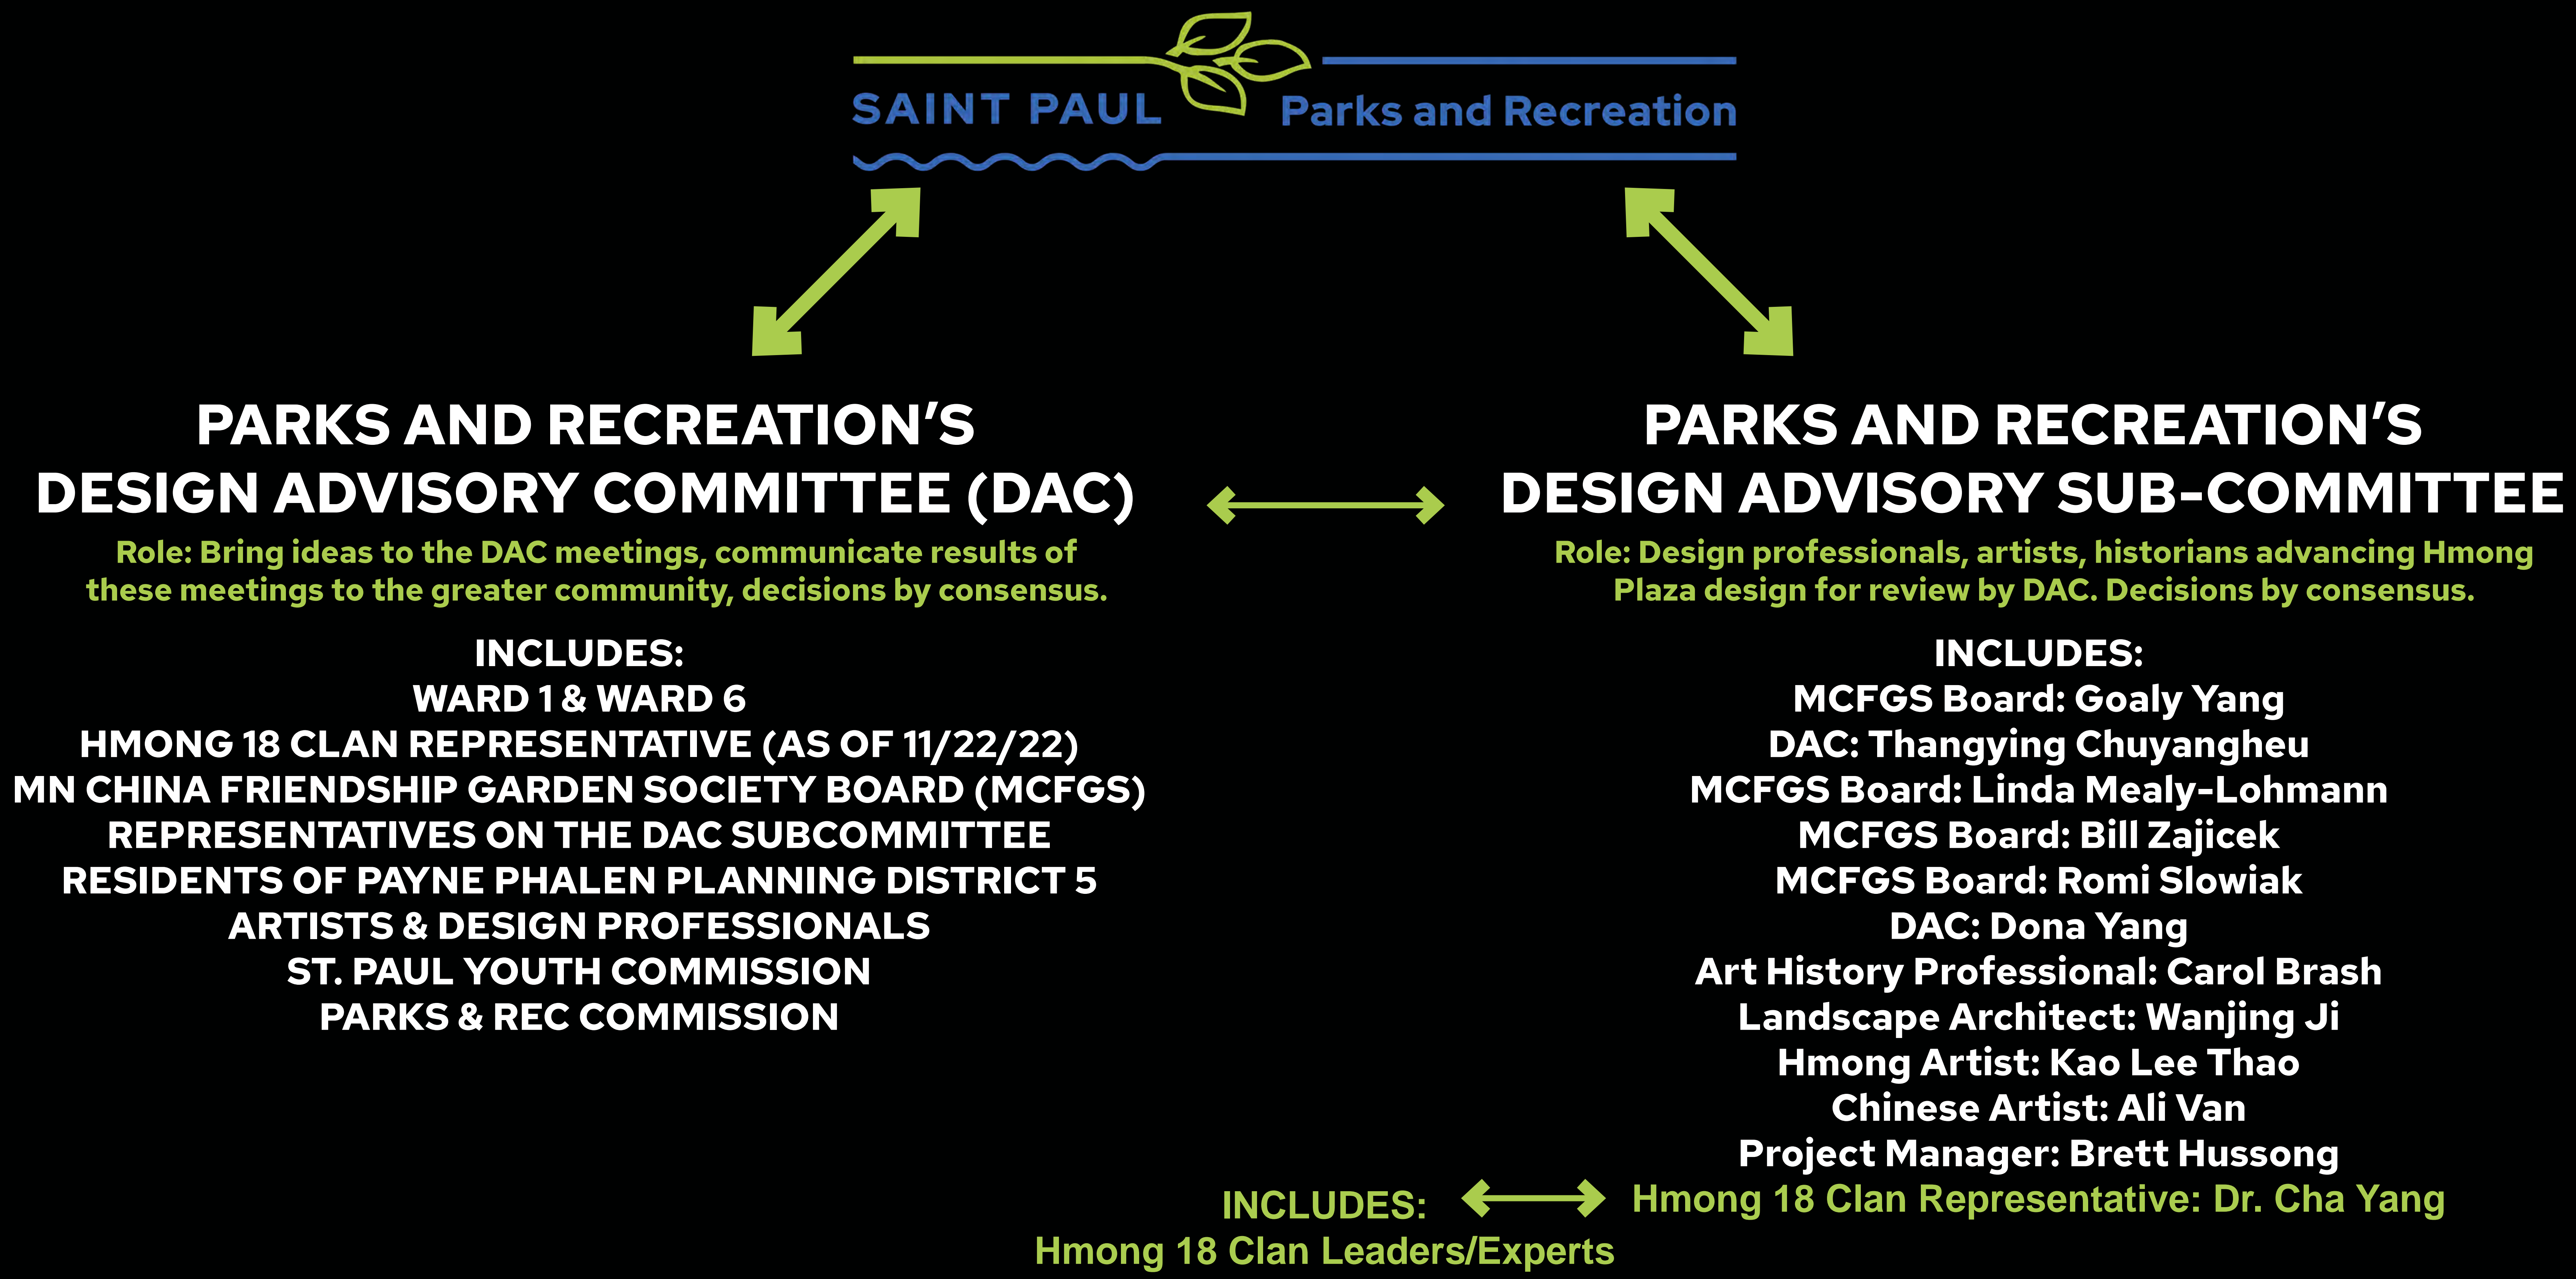 SAINT PAUL
Parks and Recreation
PARKS AND RECREATION’S
DESIGN ADVISORY COMMITTEE (DAC)
Role: Bring ideas to the DAC meetings, communicate results of
these meetings to the greater community, decisions by consensus.
INCLUDES:
WARD 1 & WARD 6
HMONG 18 CLAN REPRESENTATIVE (AS OF 11/22/22)
MN CHINA FRIENDSHIP GARDEN SOCIETY BOARD (MCFGS)
REPRESENTATIVES ON THE DAC SUBCOMMITTEE
RESIDENTS OF PAYNE PHALEN PLANNING DISTRICT 5
ARTISTS & DESIGN PROFESSIONALS
ST. PAUL YOUTH COMMISSION
PARKS & REC COMMISSION
PARKS AND RECREATION’S
DESIGN ADVISORY SUB-COMMITTEE
Role: Design professionals, artists, historians advancing Hmong
Plaza design for review by DAC. Decisions by consensus.
INCLUDES:
MCFGS Board: Goaly Yang
DAC: Thangying Chuyangheu
MCFGS Board: Linda Mealy-Lohmann
MCFGS Board: Bill Zajicek
MCFGS Board: Romi Slowiak
DAC: Dona Yang
Art History Professional: Carol Brash
Landscape Architect: Wanjing Ji
Hmong Artist: Kao Lee Thao
Chinese Artist: Ali Van
Project Manager: Brett Hussong
Hmong 18 Clan Representative: Dr. Cha Yang
INCLUDES:
Hmong 18 Clan Leaders/Experts